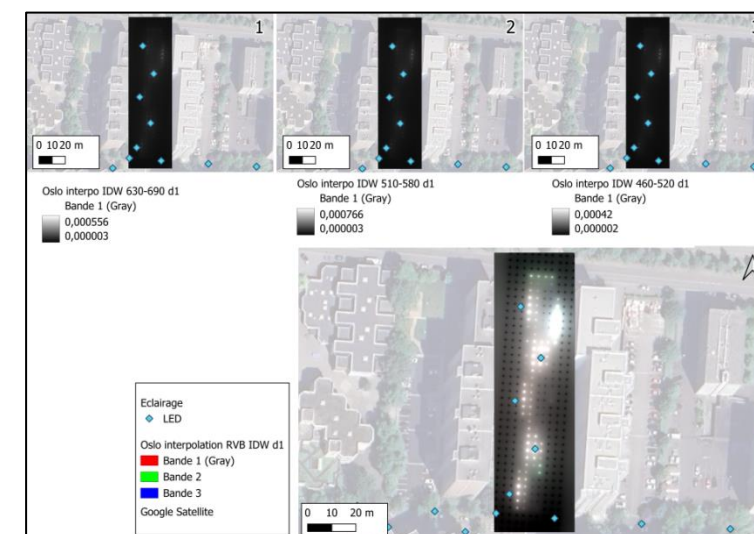 1
2
3
0 10 20 m
0 10 20 m
0 10 20 m
Oslo interpo IDW 630-690 d1
Bande 1 (Gray)
0,000556
0,000003
Oslo interpo IDW 510-580 d1
Bande 1 (Gray)
0,000766
0,000003
Oslo interpo IDW 460-520 d1
Bande 1 (Gray)
0,00042
0,000002
Eclairage
LED
Oslo interpolation RVB IDW d1
Bande 1 (Gray)
Bande 2
Bande 3
Google Satellite
0 10 20 m